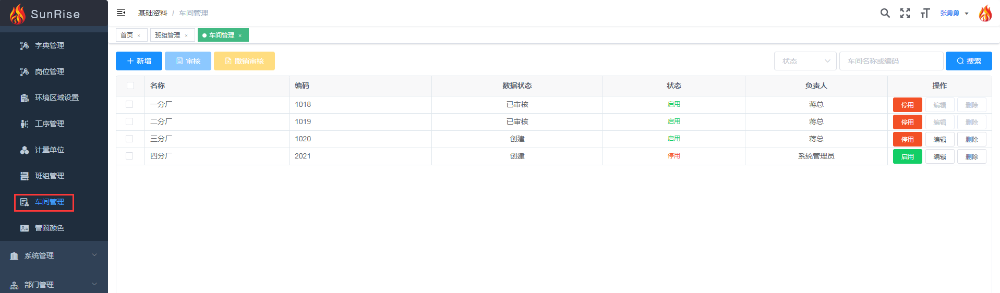 SunRise
基础资料 / 车间管理
张勇勇
首页 ×
班组管理 ×
车间管理 ×
字典管理
岗位管理
环境区域设置
工序管理
计量单位
班组管理
车间管理
管圈颜色
系统管理
部门管理
新增
审核
撤销审核
状态
车间名称或编码
搜索
名称 编码 数据状态 状态 负责人 操作
一分厂 1018 已审核 启用 蒋总 停用 编辑 删除
二分厂 1019 已审核 启用 蒋总 停用 编辑 删除
三分厂 1020 创建 启用 蒋总 停用 编辑 删除
四分厂 2021 创建 停用 系统管理员 启用 编辑 删除